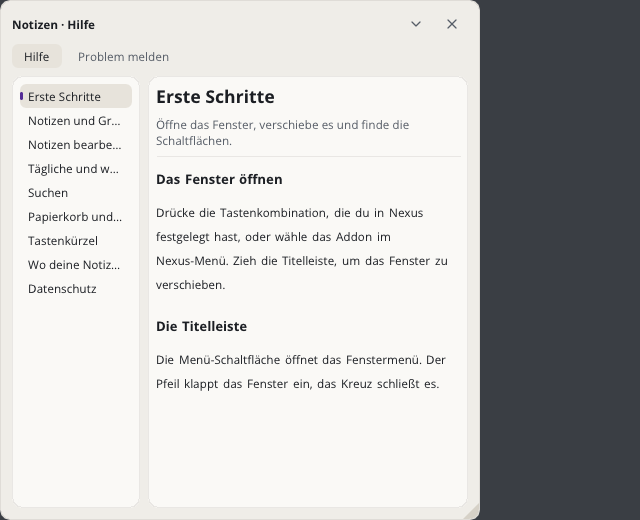 Notizen · Hilfe
Hilfe
Problem melden
Erste Schritte
Notizen und Gr...
Notizen bearbe...
Tägliche und w...
Suchen
Papierkorb und...
Tastenkürzel
Wo deine Notiz...
Datenschutz
Erste Schritte
Öffne das Fenster, verschiebe es und finde die
Schaltflächen.
Das Fenster öffnen
Drücke die Tastenkombination, die du in Nexus
festgelegt hast, oder wähle das Addon im
Nexus-Menü. Zieh die Titelleiste, um das Fenster zu
verschieben.
Die Titelleiste
Die Menü-Schaltfläche öffnet das Fenstermenü. Der
Pfeil klappt das Fenster ein, das Kreuz schließt es.